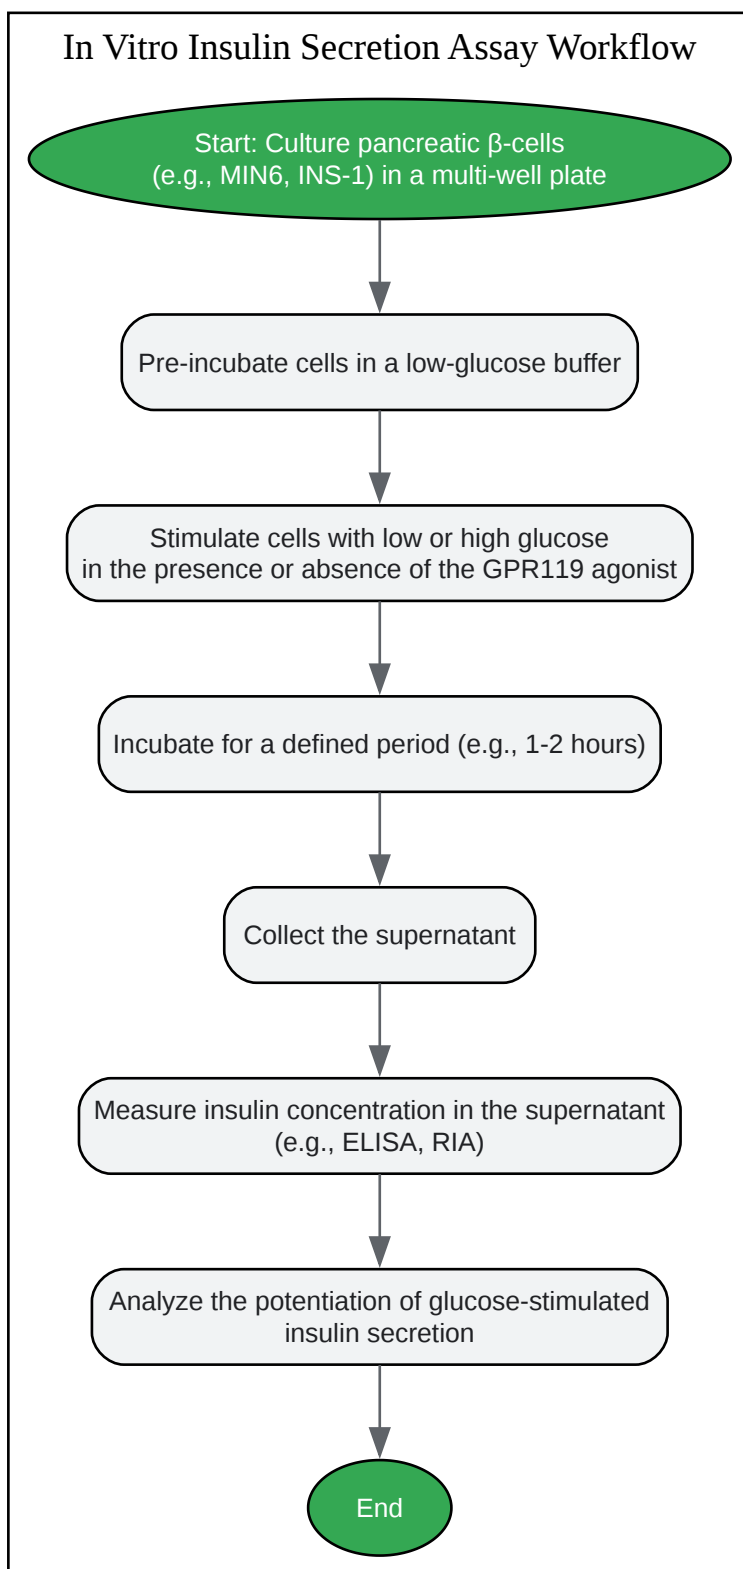 In Vitro Insulin Secretion Assay Workflow
Start: Culture pancreatic β-cells
(e.g., MIN6, INS-1) in a multi-well plate
Pre-incubate cells in a low-glucose buffer
Stimulate cells with low or high glucose
in the presence or absence of the GPR119 agonist
Incubate for a defined period (e.g., 1-2 hours)
Collect the supernatant
Measure insulin concentration in the supernatant
(e.g., ELISA, RIA)
Analyze the potentiation of glucose-stimulated
insulin secretion
End